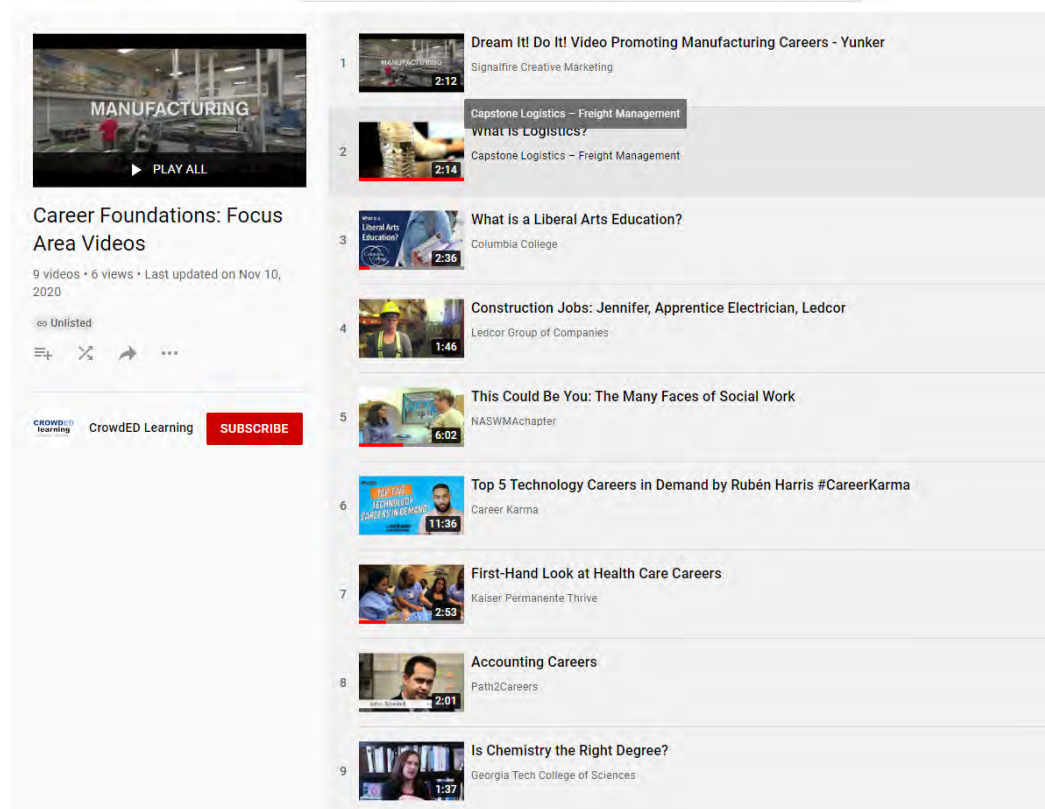 MANUFACTURING
PLAY ALL
Career Foundations: Focus
Area Videos
9 videos • 6 views • Last updated on Nov 10,
2020
Unlisted
CROWDED
learning
CrowdED Learning
SUBSCRIBE
1
MANUFACTURING
2:12
Dream It! Do It! Video Promoting Manufacturing Careers - Yunker
Signalfire Creative Marketing
Capstone Logistics – Freight Management
2
2:14
What is Logistics?
Capstone Logistics – Freight Management
3
What is a
Liberal Arts
Education?
2:36
What is a Liberal Arts Education?
Columbia College
4
1:46
Construction Jobs: Jennifer, Apprentice Electrician, Ledcor
Ledcor Group of Companies
5
6:02
This Could Be You: The Many Faces of Social Work
NASWMAchapter
6
TOP FIVE
TECHNOLOGY
CAREERS IN DEMAND
11:36
Top 5 Technology Careers in Demand by Rubén Harris #CareerKarma
Career Karma
7
2:53
First-Hand Look at Health Care Careers
Kaiser Permanente Thrive
8
2:01
Accounting Careers
Path2Careers
9
1:37
Is Chemistry the Right Degree?
Georgia Tech College of Sciences